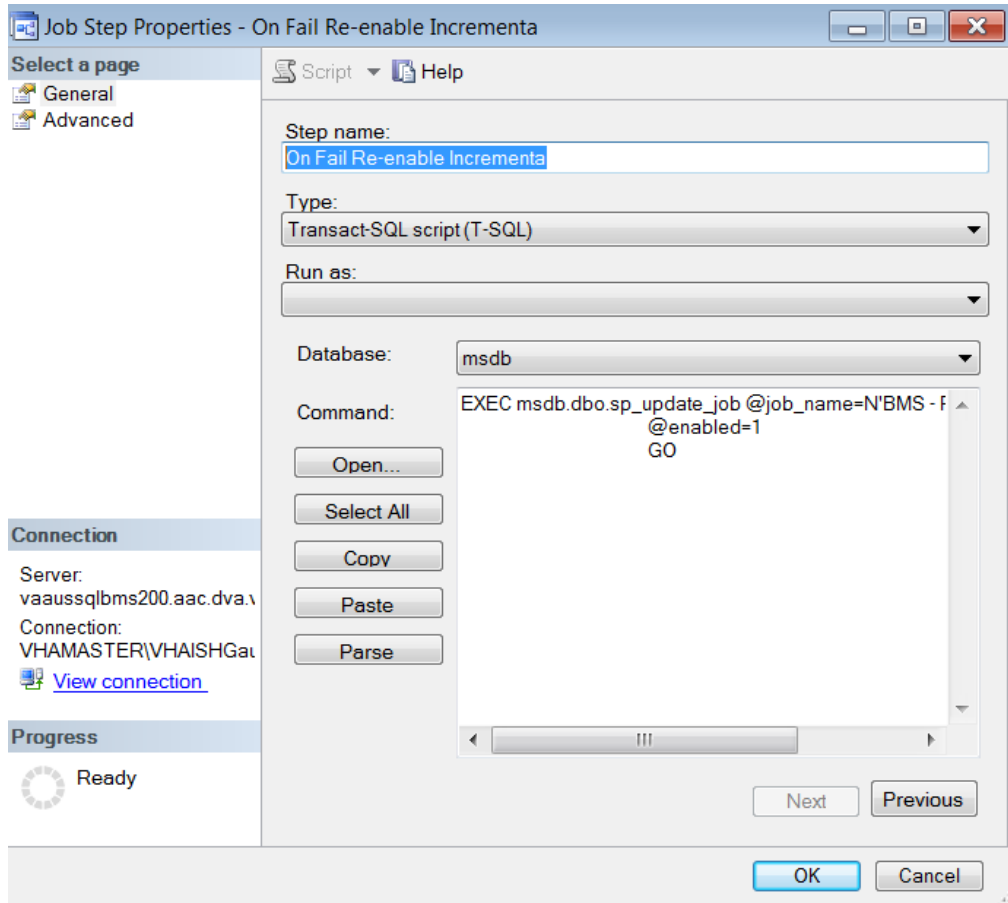 Job Step Properties - On Fail Re-enable Incrementa
Select a page
General
Advanced
Script
Help
Step name:
On Fail Re-enable Incrementa
Type:
Transact-SQL script (T-SQL)
Run as:
Database:
msdb
Command:
EXEC msdb.dbo.sp_update_job @job_name=N'BMS -
@enabled=1
GO
Open...
Select All
Copy
Paste
Parse
Connection
Server:
vaaussqlbms200.aac.dva.v
Connection:
VHAMASTER\VHAISHGau
View connection
Progress
Ready
Next
Previous
OK
Cancel